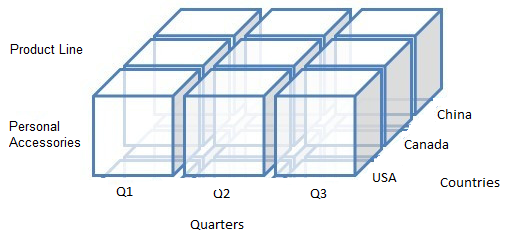 Product Line
Personal
Accessories
China
Canada
USA
Countries
Q1
Q2
Q3
Quarters